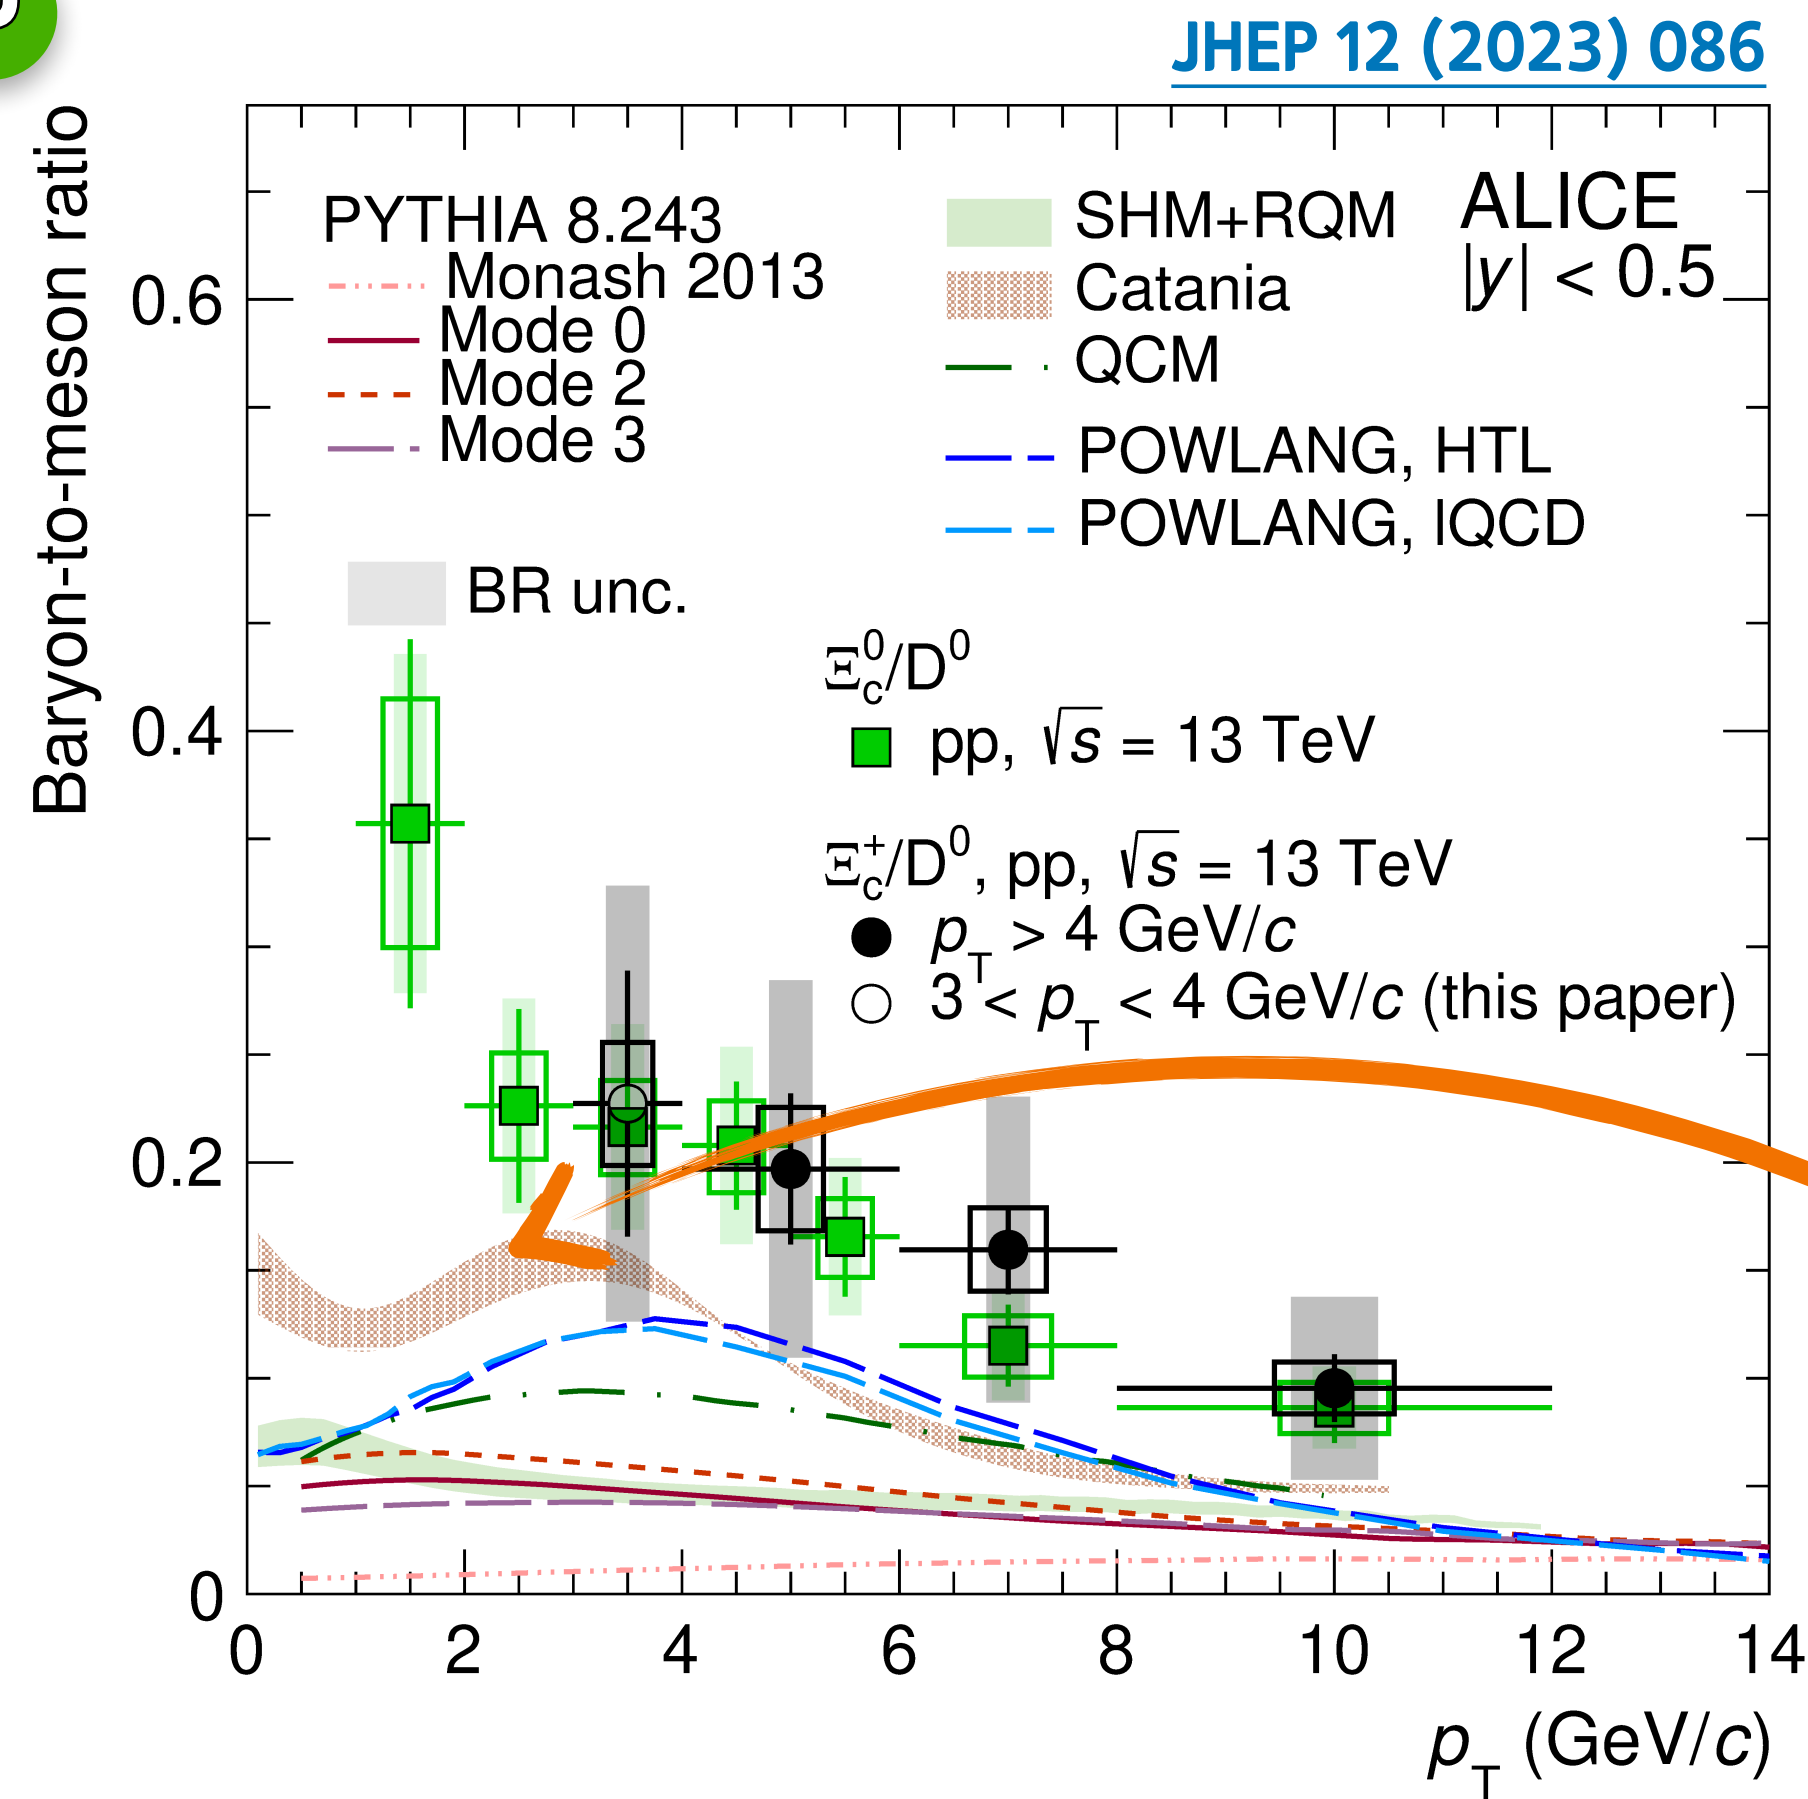 JHEP 12 (2023) 086
Baryon-to-meson ratio
PYTHIA 8.243
Monash 2013
Mode 0
Mode 2
Mode 3
SHM+RQM
Catania
QCM
POWLANG, HTL
POWLANG, lQCD
ALICE
|y| < 0.5
BR unc.
Ξc0/D0
pp, √s = 13 TeV
Ξc+/D0, pp, √s = 13 TeV
pT > 4 GeV/c
3 < pT < 4 GeV/c (this paper)
0.6
0.4
0.2
0
0 2 4 6 8 10 12 14
pT (GeV/c)